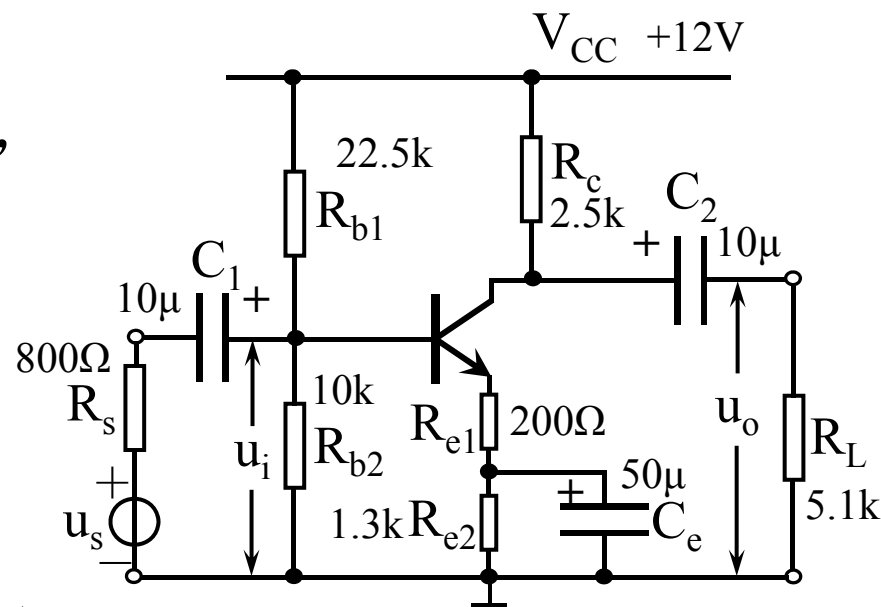 V_CC +12V
,
22.5k
R_b1
R_c
2.5k
C_2
+
10μ
C_1
10μ
+
800Ω
R_s
+
u_s
−
u_i
10k
R_b2
R_e1
200Ω
1.3k
R_e2
50μ
+
C_e
u_o
R_L
5.1k